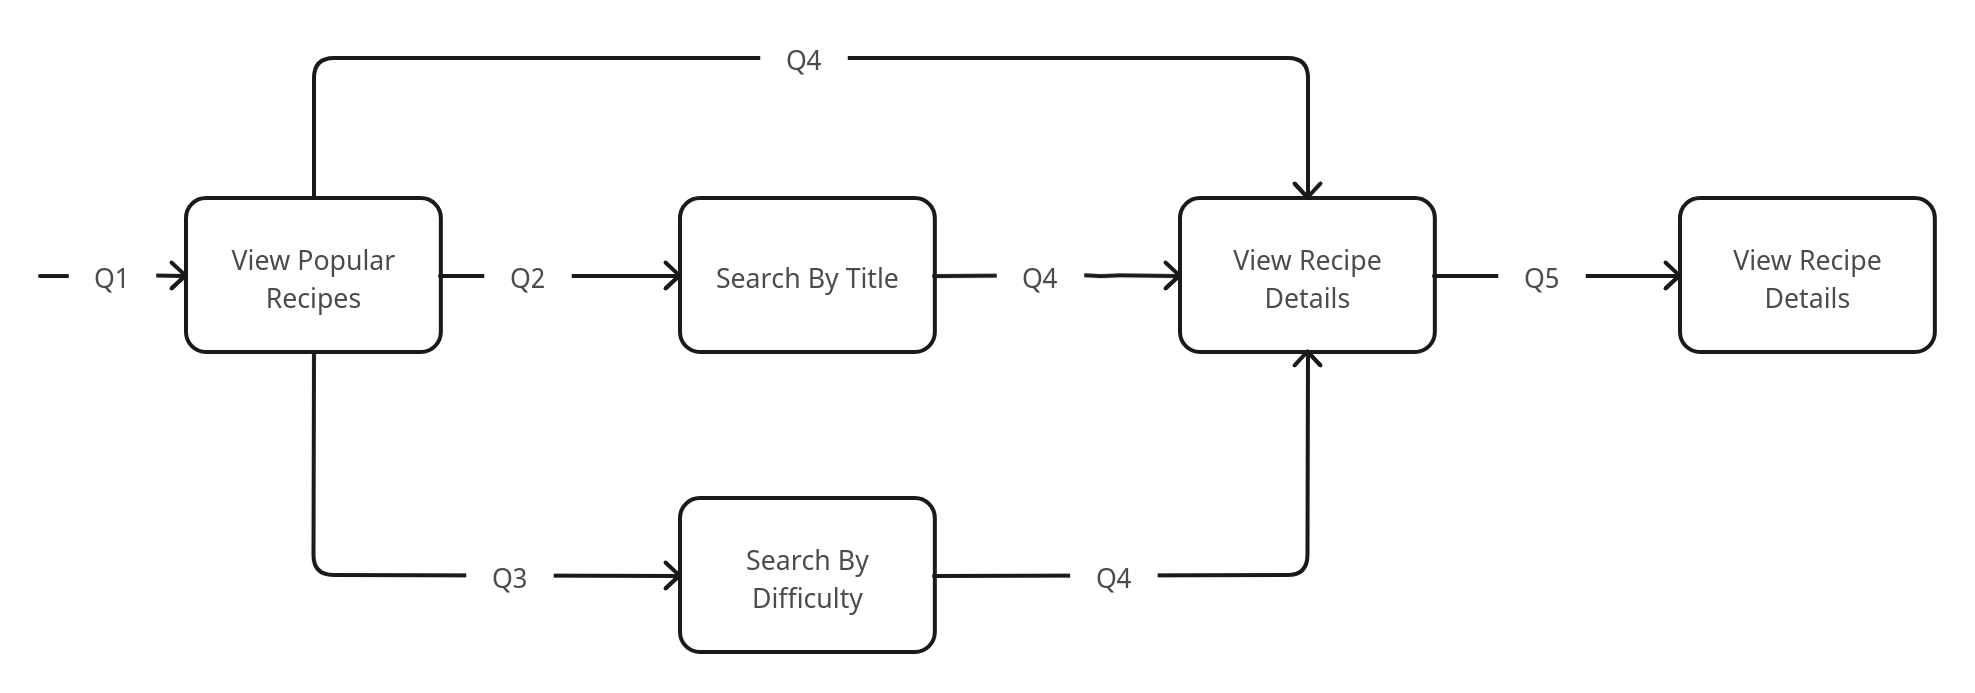 Q4
Q1
View Popular
Recipes
Q2
Search By Title
Q4
View Recipe
Details
Q5
View Recipe
Details
Q3
Search By
Difficulty
Q4